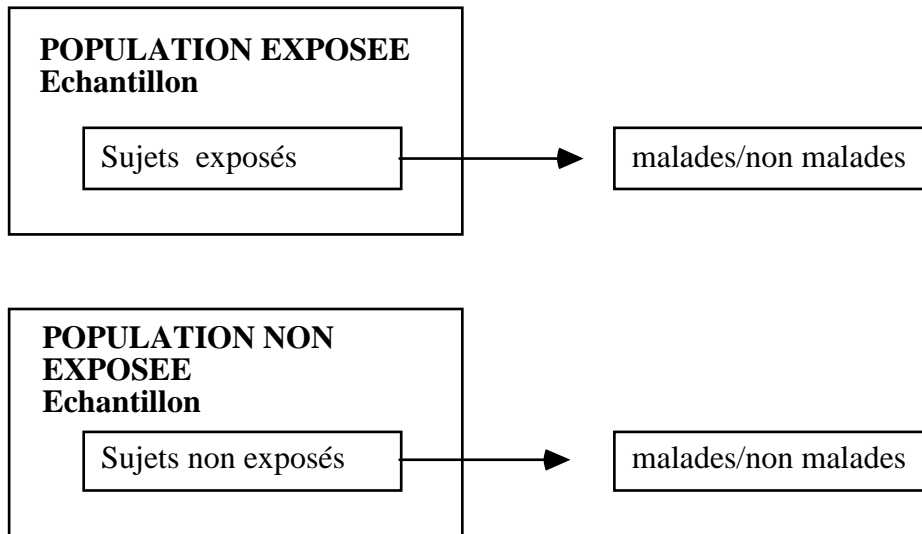 POPULATION EXPOSEE
Echantillon
Sujets exposés
malades/non malades
POPULATION NON
EXPOSEE
Echantillon
Sujets non exposés
malades/non malades